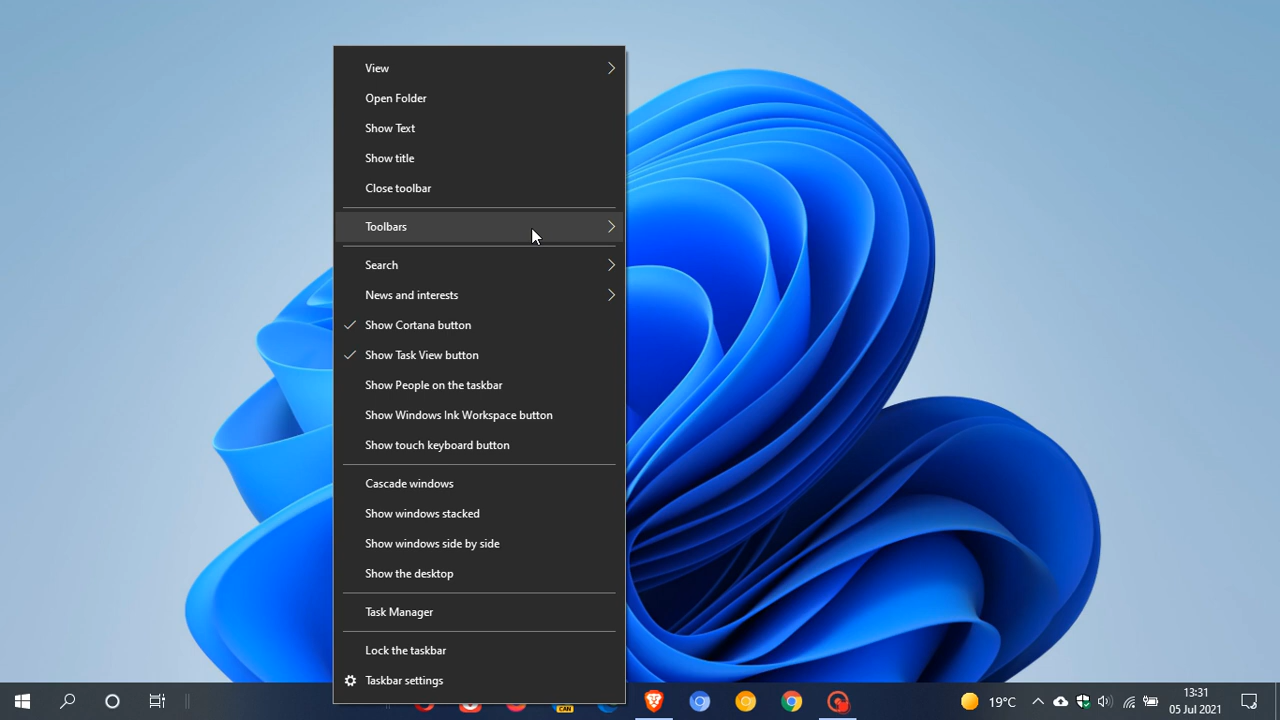 View
Open Folder
Show Text
Show title
Close toolbar
Toolbars
Search
News and interests
Show Cortana button
Show Task View button
Show People on the taskbar
Show Windows Ink Workspace button
Show touch keyboard button
Cascade windows
Show windows stacked
Show windows side by side
Show the desktop
Task Manager
Lock the taskbar
Taskbar settings
CAN
19°C
13:31
05 Jul 2021